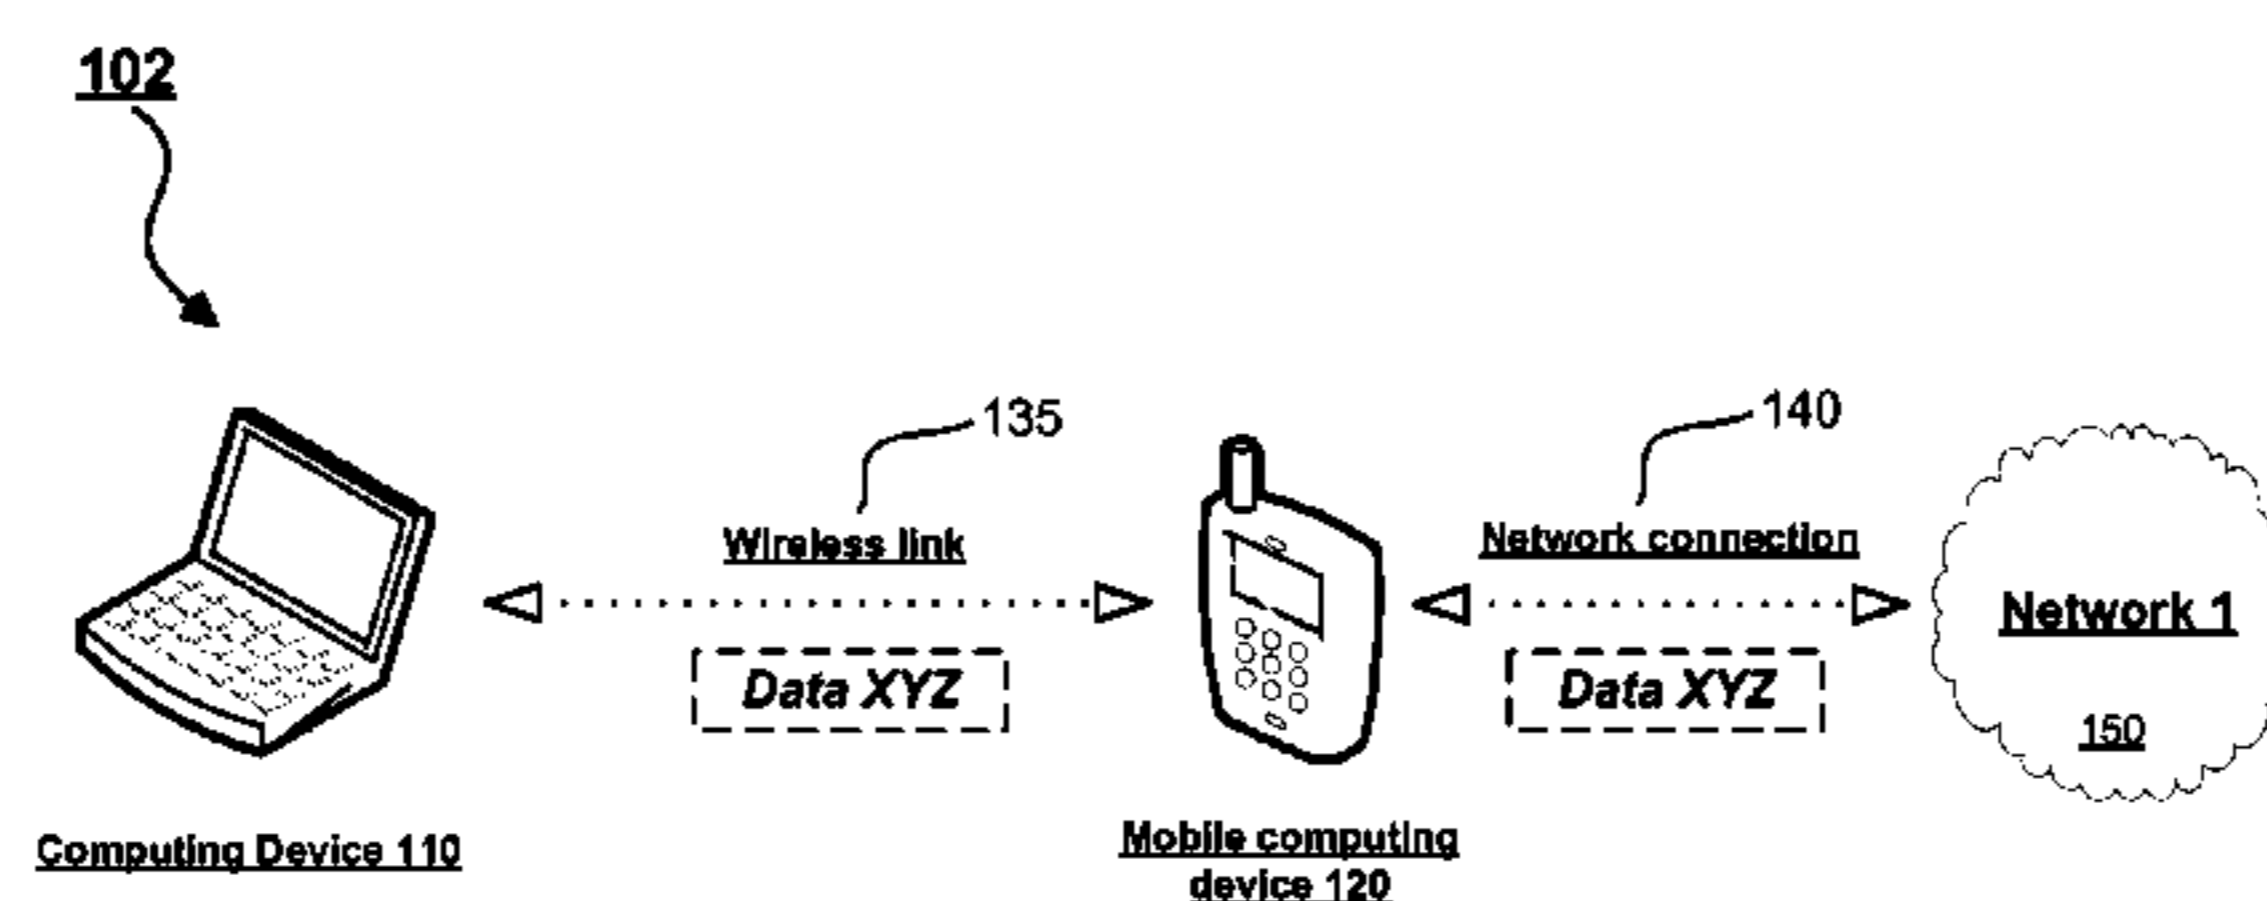 102
135
140
Wireless link
Network connection
Network 1
Data XYZ
Data XYZ
150
Computing Device 110
Mobile computing
device 120